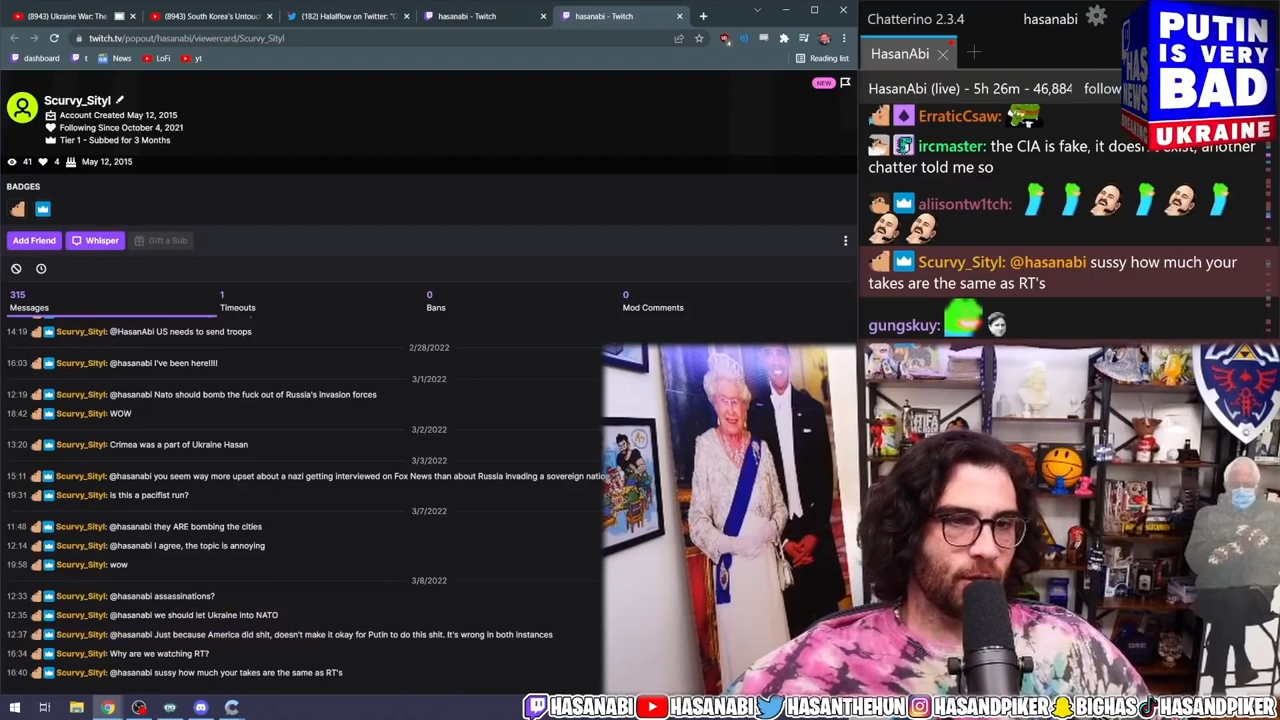 (8943) Ukraine War: The
(8943) South Korea's Untouc
(182) Halalflow on Twitter: "C
hasanabi - Twitch
hasanabi - Twitch
twitch.tv/popout/hasanabi/viewercard/Scurvy_Sityl
dashboard
t
News
LoFi
yt
Reading list
NEW
Scurvy_Sityl
Account Created May 12, 2015
Following Since October 4, 2021
Tier 1 - Subbed for 3 Months
41 4 May 12, 2015
BADGES
Add Friend
Whisper
Gift a Sub
315
Messages
1
Timeouts
0
Bans
0
Mod Comments
14:19 Scurvy_Sityl: @HasanAbi US needs to send troops
2/28/2022
16:03 Scurvy_Sityl: @hasanabi I've been here!!!!
3/1/2022
12:19 Scurvy_Sityl: @hasanabi Nato should bomb the fuck out of Russia's invasion forces
18:42 Scurvy_Sityl: WOW
3/2/2022
13:20 Scurvy_Sityl: Crimea was a part of Ukraine Hasan
3/3/2022
15:11 Scurvy_Sityl: @hasanabi you seem way more upset about a nazi getting interviewed on Fox News than about Russia invading a sovereign natio
19:31 Scurvy_Sityl: is this a pacifist run?
3/7/2022
11:48 Scurvy_Sityl: @hasanabi they ARE bombing the cities
12:14 Scurvy_Sityl: @hasanabi I agree, the topic is annoying
19:58 Scurvy_Sityl: wow
3/8/2022
12:33 Scurvy_Sityl: @hasanabi assassinations?
12:35 Scurvy_Sityl: @hasanabi we should let Ukraine into NATO
12:37 Scurvy_Sityl: @hasanabi Just because America did shit, doesn't make it okay for Putin to do this shit. It's wrong in both instances
16:34 Scurvy_Sityl: Why are we watching RT?
16:40 Scurvy_Sityl: @hasanabi sussy how much your takes are the same as RT's
Chatterino 2.3.4
hasanabi
HasanAbi
HasanAbi (live) - 5h 26m - 46,884
follow
ErraticCsaw:
ircmaster: the CIA is fake, it doesn't exist, another
chatter told me so
aliisontw1tch:
Scurvy_Sityl: @hasanabi sussy how much your
takes are the same as RT's
gungskuy:
PUTIN
IS VERY
BAD
UKRAINE
HAS
NEWS
BREAKING
HASANABI
HASANABI
HASANTHEHUN
HASANDPIKER
BIGHAS
HASANDPIKER